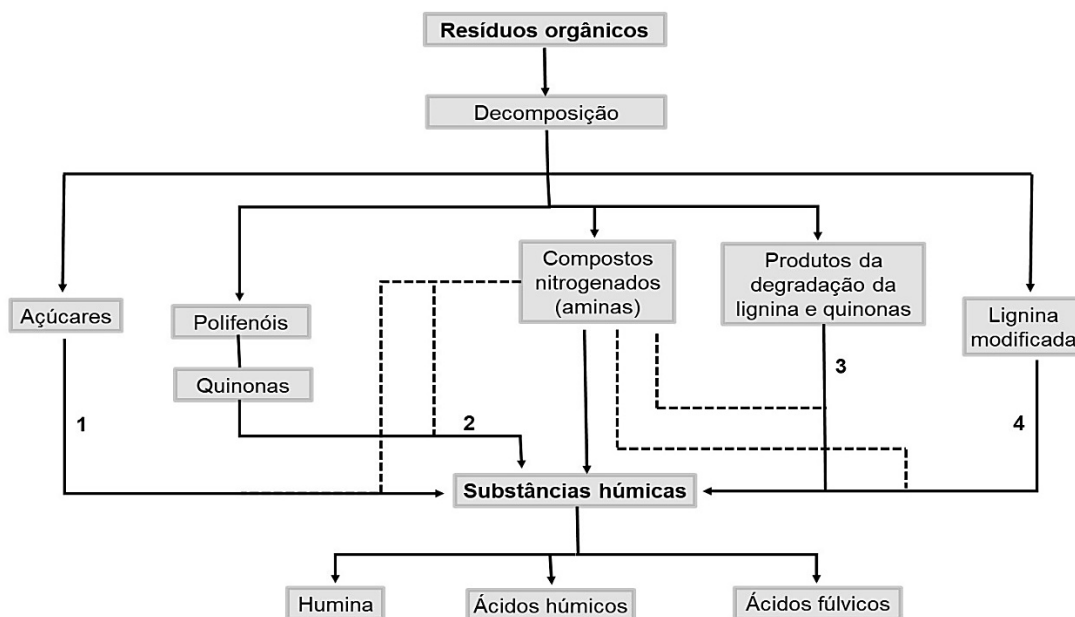 Resíduos orgânicos
Decomposição
Açúcares
Polifenóis
Quinonas
Compostos
nitrogenados
(aminas)
Produtos da
degradação da
lignina e quinonas
Lignina
modificada
1
2
3
4
Substâncias húmicas
Humina
Ácidos húmicos
Ácidos fúlvicos